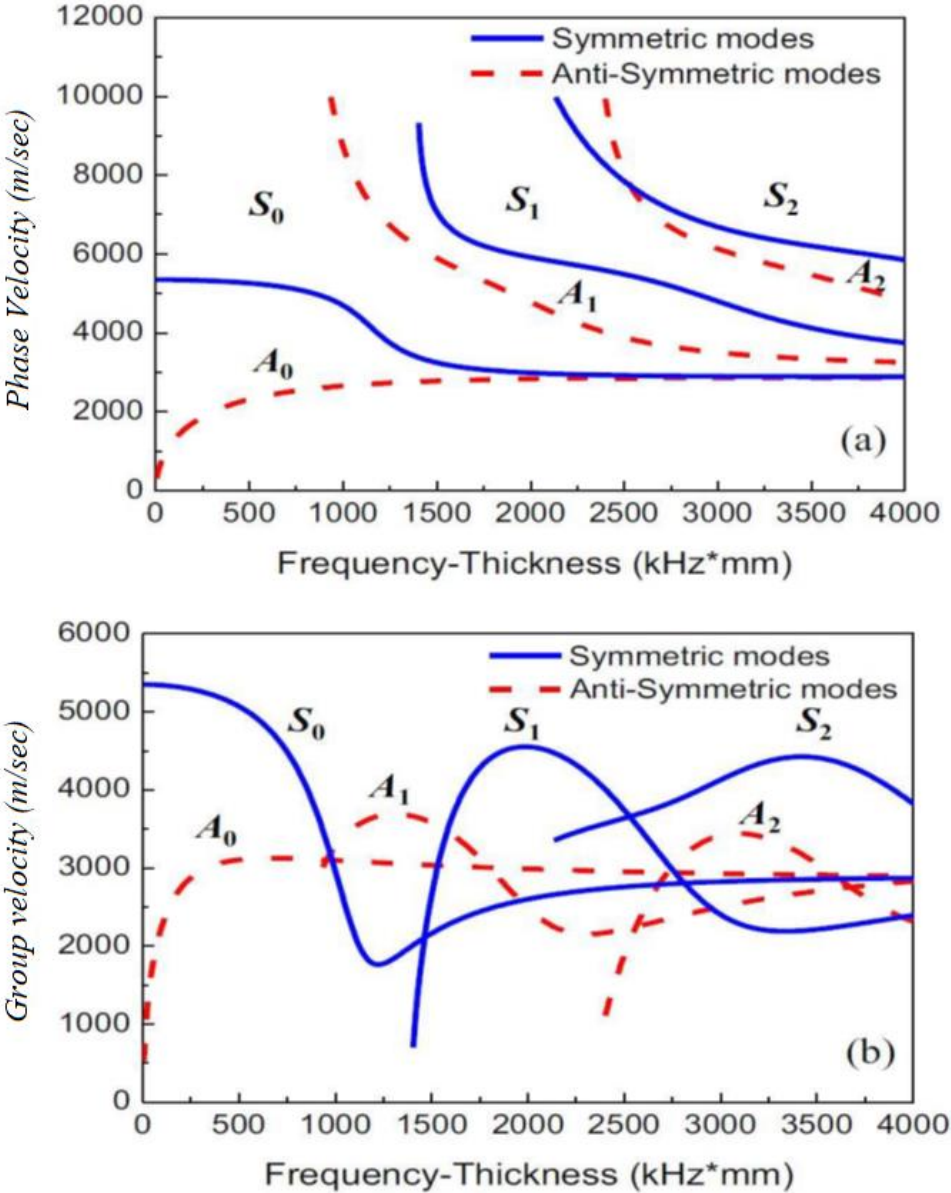 12000
10000
8000
6000
4000
2000
0
Phase Velocity (m/sec)
Symmetric modes
Anti-Symmetric modes
S0
S1
S2
A0
A1
A2
(a)
0 500 1000 1500 2000 2500 3000 3500 4000
Frequency-Thickness (kHz*mm)
6000
5000
4000
3000
2000
1000
0
Group velocity (m/sec)
Symmetric modes
Anti-Symmetric modes
S0
S1
S2
A0
A1
A2
(b)
0 500 1000 1500 2000 2500 3000 3500 4000
Frequency-Thickness (kHz*mm)